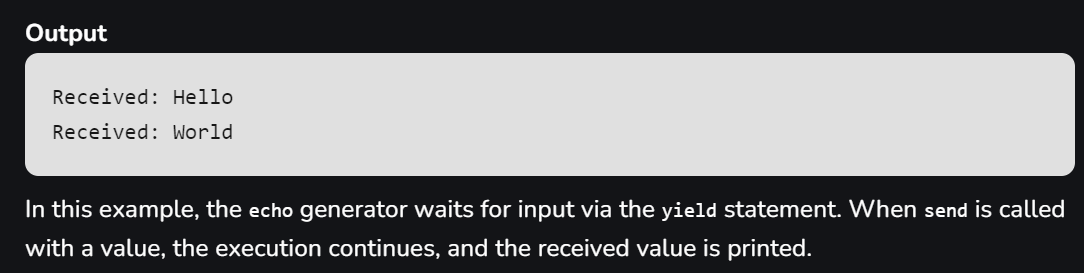 Output
Received: Hello
Received: World
In this example, the echo generator waits for input via the yield statement. When send is called
with a value, the execution continues, and the received value is printed.